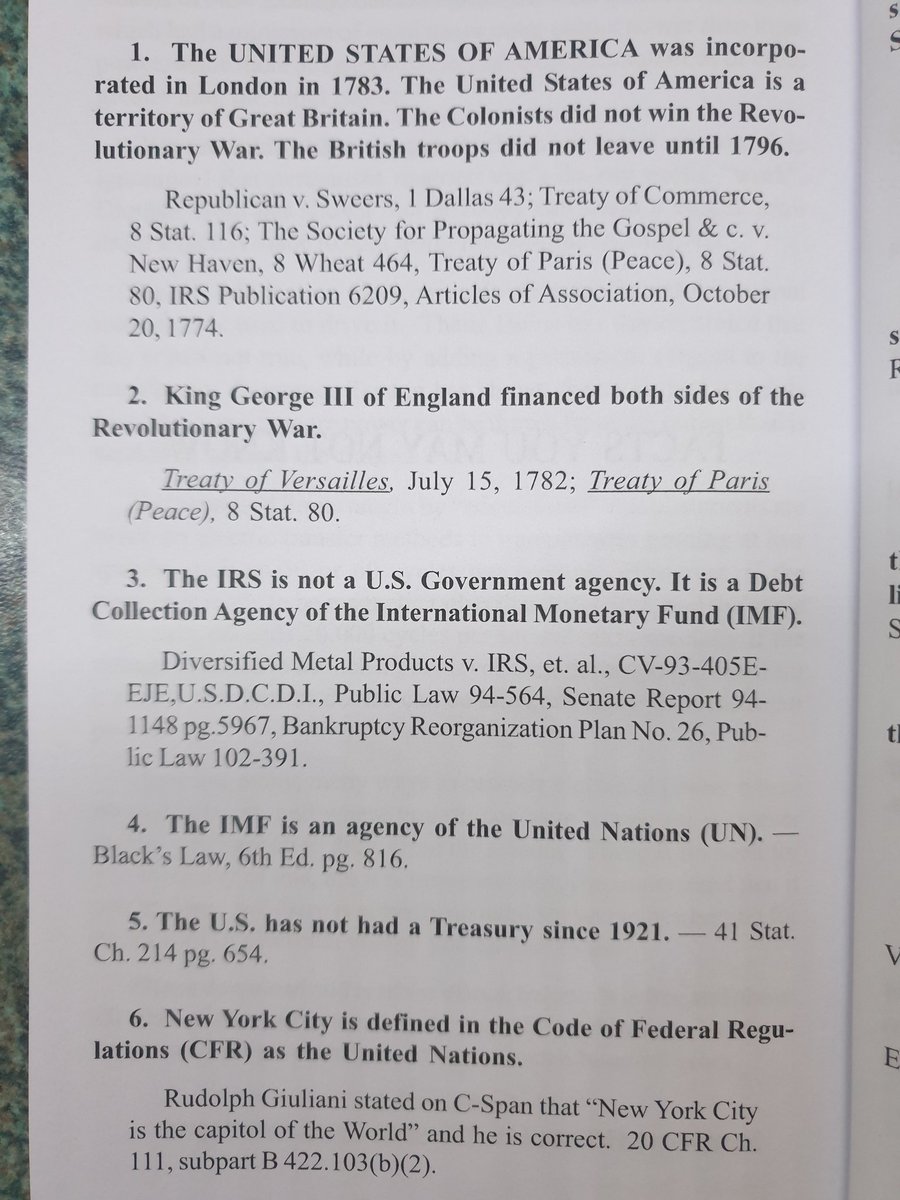 1. The UNITED STATES OF AMERICA was incorpo-
rated in London in 1783. The United States of America is a
territory of Great Britain. The Colonists did not win the Revo-
lutionary War. The British troops did not leave until 1796.
Republican v. Sweers, 1 Dallas 43; Treaty of Commerce,
8 Stat. 116; The Society for Propagating the Gospel & c. v.
New Haven, 8 Wheat 464, Treaty of Paris (Peace), 8 Stat.
80, IRS Publication 6209, Articles of Association, October
20, 1774.
2. King George III of England financed both sides of the
Revolutionary War.
Treaty of Versailles, July 15, 1782; Treaty of Paris
(Peace), 8 Stat. 80.
3. The IRS is not a U.S. Government agency. It is a Debt
Collection Agency of the International Monetary Fund (IMF).
Diversified Metal Products v. IRS, et. al., CV-93-405E-
EJE,U.S.D.C.D.I., Public Law 94-564, Senate Report 94-
1148 pg.5967, Bankruptcy Reorganization Plan No. 26, Pub-
lic Law 102-391.
4. The IMF is an agency of the United Nations (UN). —
Black's Law, 6th Ed. pg. 816.
5. The U.S. has not had a Treasury since 1921. — 41 Stat.
Ch. 214 pg. 654.
6. New York City is defined in the Code of Federal Regu-
lations (CFR) as the United Nations.
Rudolph Giuliani stated on C-Span that “New York City
is the capitol of the World” and he is correct. 20 CFR Ch.
111, subpart B 422.103(b)(2).